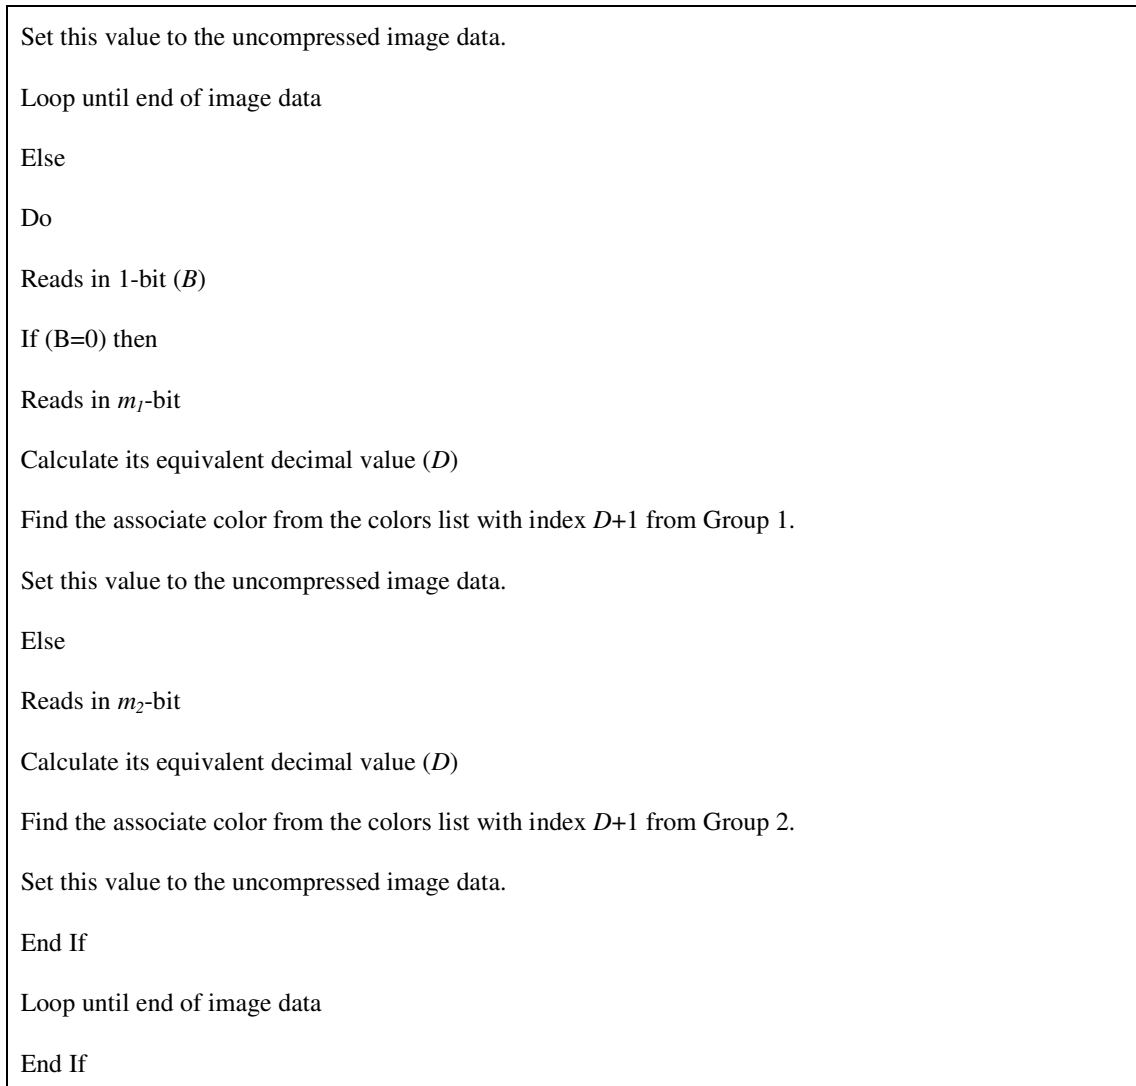 Set this value to the uncompressed image data.
Loop until end of image data
Else
Do
Reads in 1-bit (B)
If (B=0) then
Reads in m1-bit
Calculate its equivalent decimal value (D)
Find the associate color from the colors list with index D+1 from Group 1.
Set this value to the uncompressed image data.
Else
Reads in m2-bit
Calculate its equivalent decimal value (D)
Find the associate color from the colors list with index D+1 from Group 2.
Set this value to the uncompressed image data.
End If
Loop until end of image data
End If